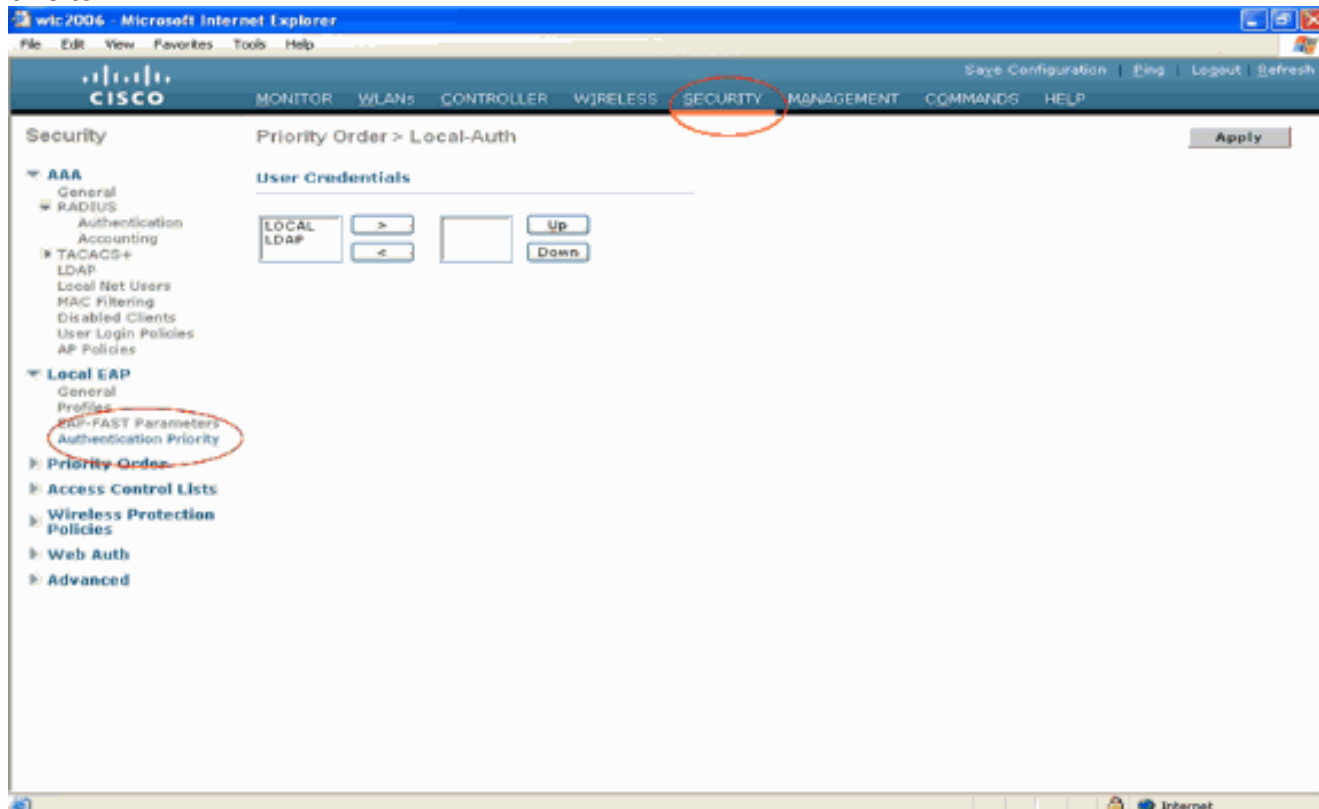 wic2006 - Microsoft Internet Explorer
File Edit View Favorites Tools Help
Save Configuration | Ping | Logout | Refresh
CISCO
MONITOR WLANs CONTROLLER WIRELESS SECURITY MANAGEMENT COMMANDS HELP
Security
Priority Order > Local-Auth
Apply
AAA
General
RADIUS
Authentication
Accounting
TACACS+
LDAP
Local Net Users
MAC Filtering
Disabled Clients
User Login Policies
AP Policies
Local EAP
General
Profiles
EAP-FAST Parameters
Authentication Priority
Priority Order
Access Control Lists
Wireless Protection
Policies
Web Auth
Advanced
User Credentials
LOCAL > Up
LDAP < Down
Internet